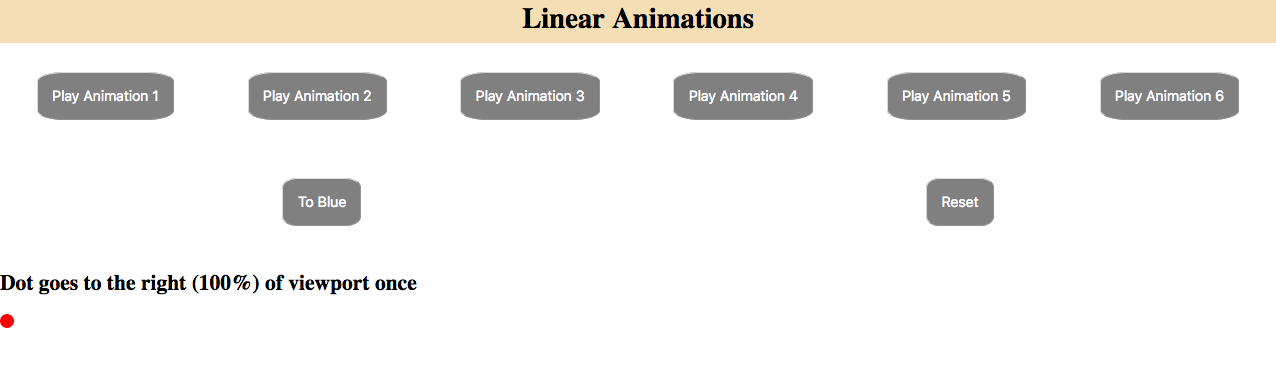 Linear Animations
Play Animation 1 Play Animation 2 Play Animation 3 Play Animation 4 Play Animation 5 Play Animation 6
To Blue Reset
Dot goes to the right (100%) of viewport once